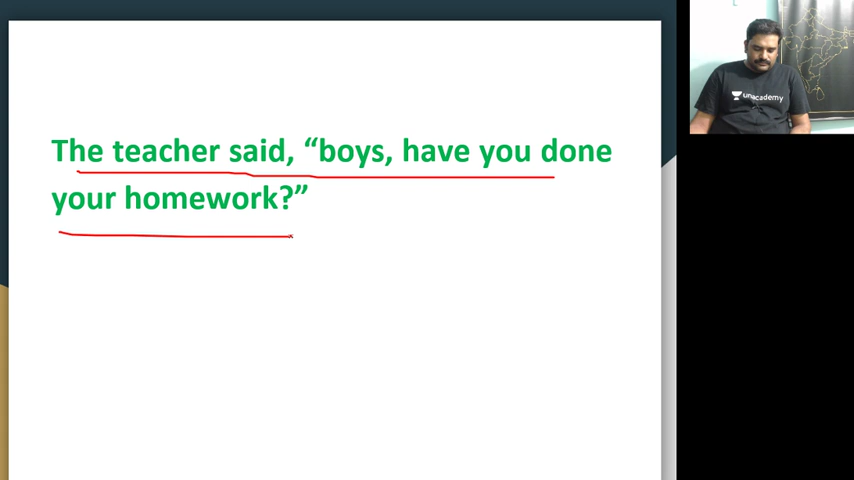 The teacher said, “boys, have you done
your homework?”
unacademy